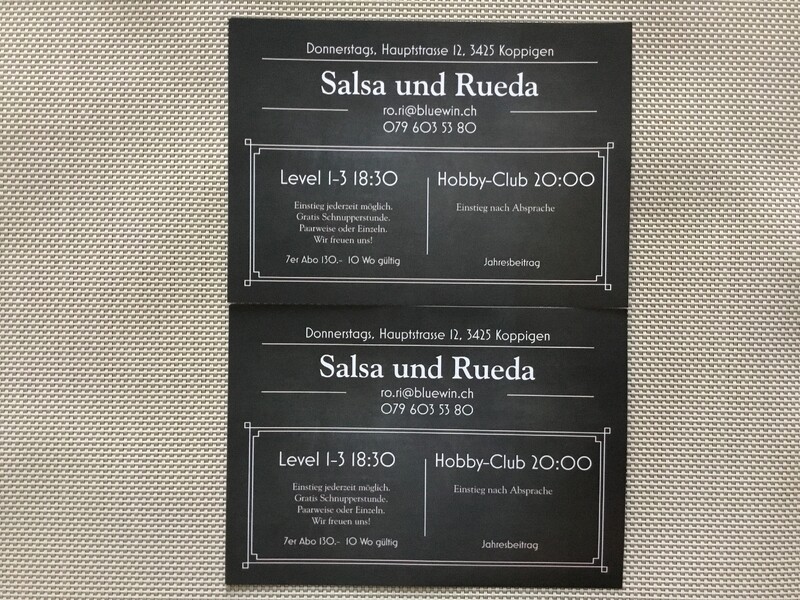 Donnerstags, Hauptstrasse 12, 3425 Koppigen
Salsa und Rueda
ro.ri@bluewin.ch
079 603 53 80
Level 1-3 18:30
Einstieg jederzeit möglich.
Gratis Schnupperstunde.
Paarweise oder Einzeln.
Wir freuen uns!
7er Abo 130.- 10 Wo gültig
Hobby-Club 20:00
Einstieg nach Absprache
Jahresbeitrag
Donnerstags, Hauptstrasse 12, 3425 Koppigen
Salsa und Rueda
ro.ri@bluewin.ch
079 603 53 80
Level 1-3 18:30
Einstieg jederzeit möglich.
Gratis Schnupperstunde.
Paarweise oder Einzeln.
Wir freuen uns!
7er Abo 130.- 10 Wo gültig
Hobby-Club 20:00
Einstieg nach Absprache
Jahresbeitrag